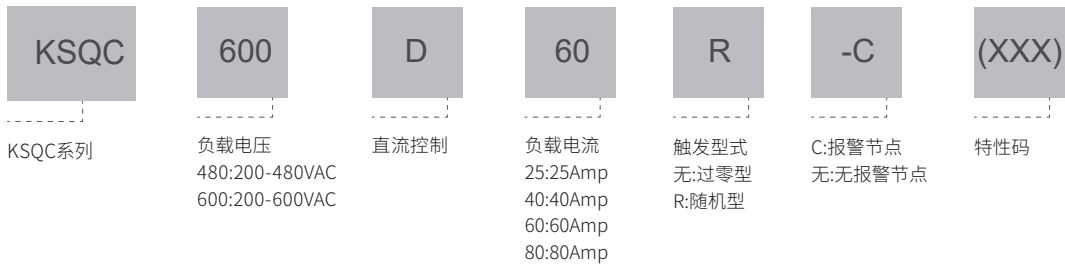 KSQC
600
D
60
R
-C
(XXX)
KSQC系列
负载电压
480:200-480VAC
600:200-600VAC
直流控制
负载电流
25:25Amp
40:40Amp
60:60Amp
80:80Amp
触发型式
无:过零型
R:随机型
C:报警节点
无:无报警节点
特性码